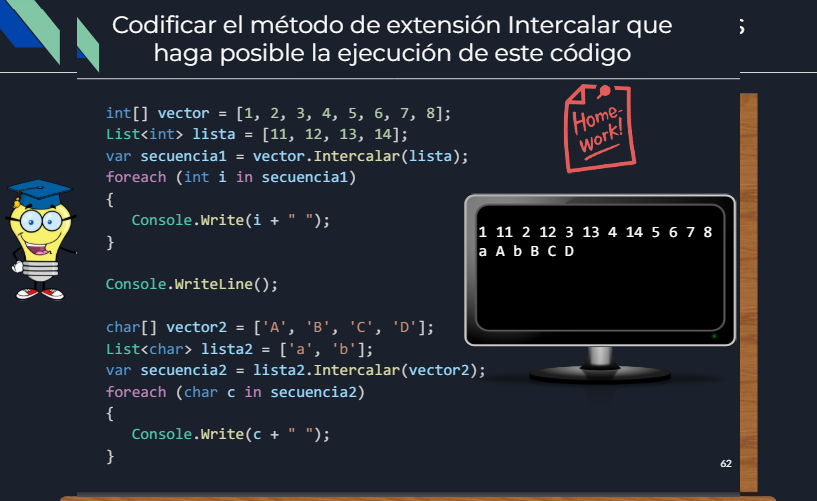 Codificar el método de extensión Intercalar que
haga posible la ejecución de este código
int[] vector = [1, 2, 3, 4, 5, 6, 7, 8];
List<int> lista = [11, 12, 13, 14];
var secuencia1 = vector.Intercalar(lista);
foreach (int i in secuencia1)
{
Console.Write(i + " ");
}
Console.WriteLine();
char[] vector2 = ['A', 'B', 'C', 'D'];
List<char> lista2 = ['a', 'b'];
var secuencia2 = lista2.Intercalar(vector2);
foreach (char c in secuencia2)
{
Console.Write(c + " ");
}
Home-
work!
1 11 2 12 3 13 4 14 5 6 7 8
a A b B C D
62